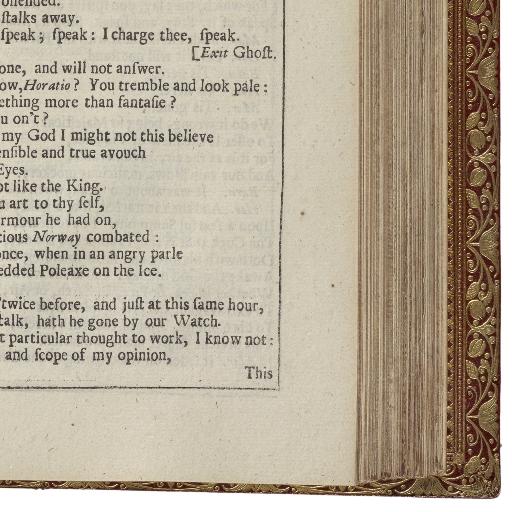 offended.
ſtalks away.
ſpeak; ſpeak: I charge thee, ſpeak.
[Exit Ghoſt.
one, and will not anſwer.
ow, Horatio? You tremble and look pale:
ething more than fantaſie?
u on't?
my God I might not this believe
enſible and true avouch
Eyes.
ot like the King.
u art to thy ſelf,
rmour he had on,
tious Norway combated:
once, when in an angry parle
edded Poleaxe on the Ice.
twice before, and juſt at this ſame hour,
talk, hath he gone by our Watch.
t particular thought to work, I know not:
and ſcope of my opinion,
This